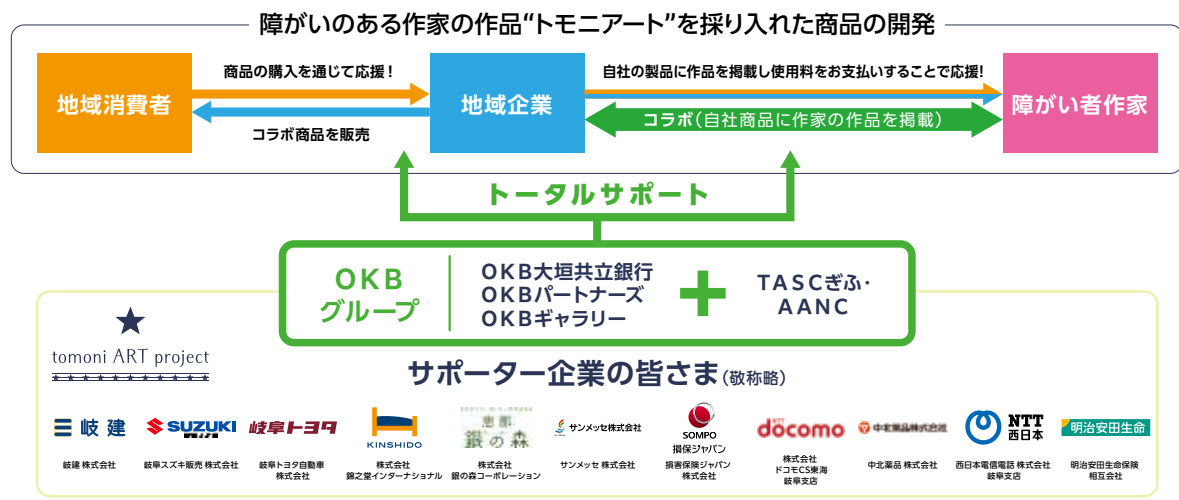 障がいのある作家の作品“トモニアート”を採り入れた商品の開発
地域消費者
商品の購入を通じて応援！
コラボ商品を販売
地域企業
自社の製品に作品を掲載し使用料をお支払いすることで応援!
コラボ(自社商品に作家の作品を掲載)
障がい者作家
トータルサポート
OKB
グループ
OKB大垣共立銀行
OKBパートナーズ
OKBギャラリー
+
TASCぎふ・
AANC
tomoni ART project
サポーター企業の皆さま(敬称略)
岐建
岐建 株式会社
SUZUKI
岐阜スズキ販売 株式会社
岐阜トヨタ
岐阜トヨタ自動車
株式会社
KINSHIDO
株式会社
錦之堂インターナショナル
恵那
銀の森
株式会社
銀の森コーポレーション
サンメッセ株式会社
サンメッセ 株式会社
SOMPO
損保ジャパン
損害保険ジャパン
株式会社
docomo
株式会社
ドコモCS東海
岐阜支店
中北薬品株式会社
中北薬品 株式会社
NTT
西日本
西日本電信電話 株式会社
岐阜支店
明治安田生命
明治安田生命保険
相互会社